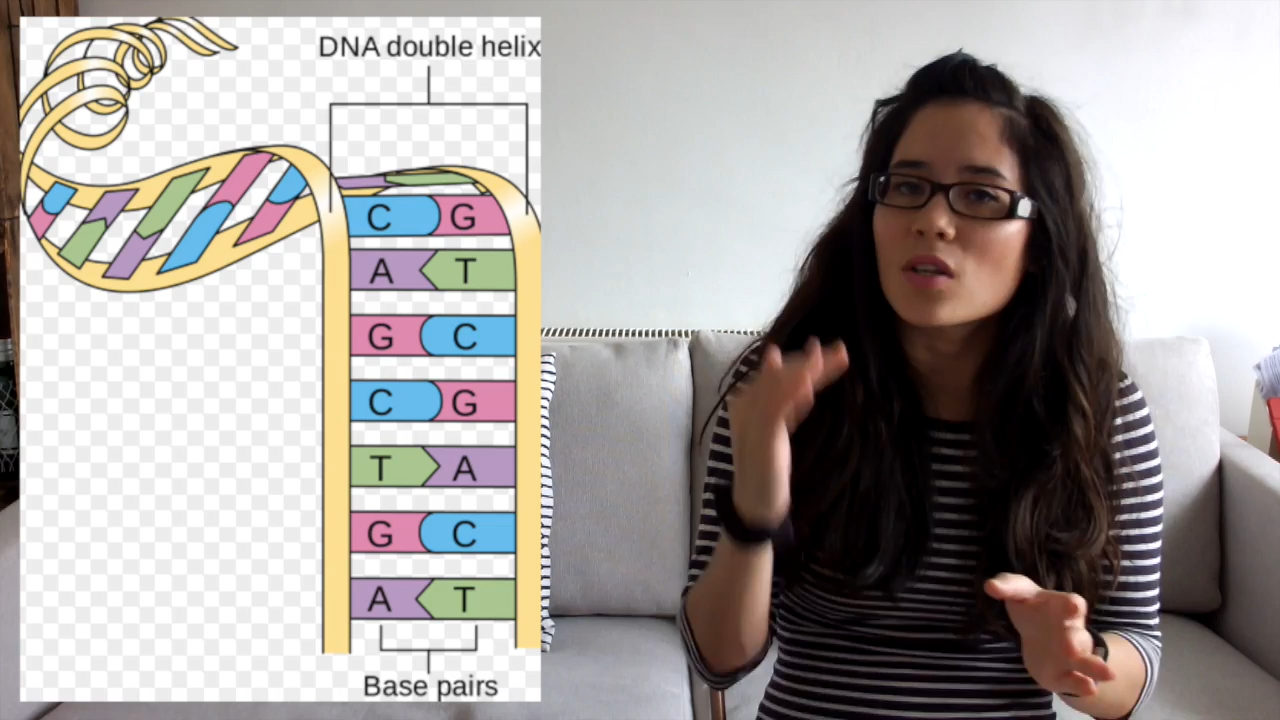 DNA double helix
C G
A T
G C
C G
T A
G C
A T
Base pairs